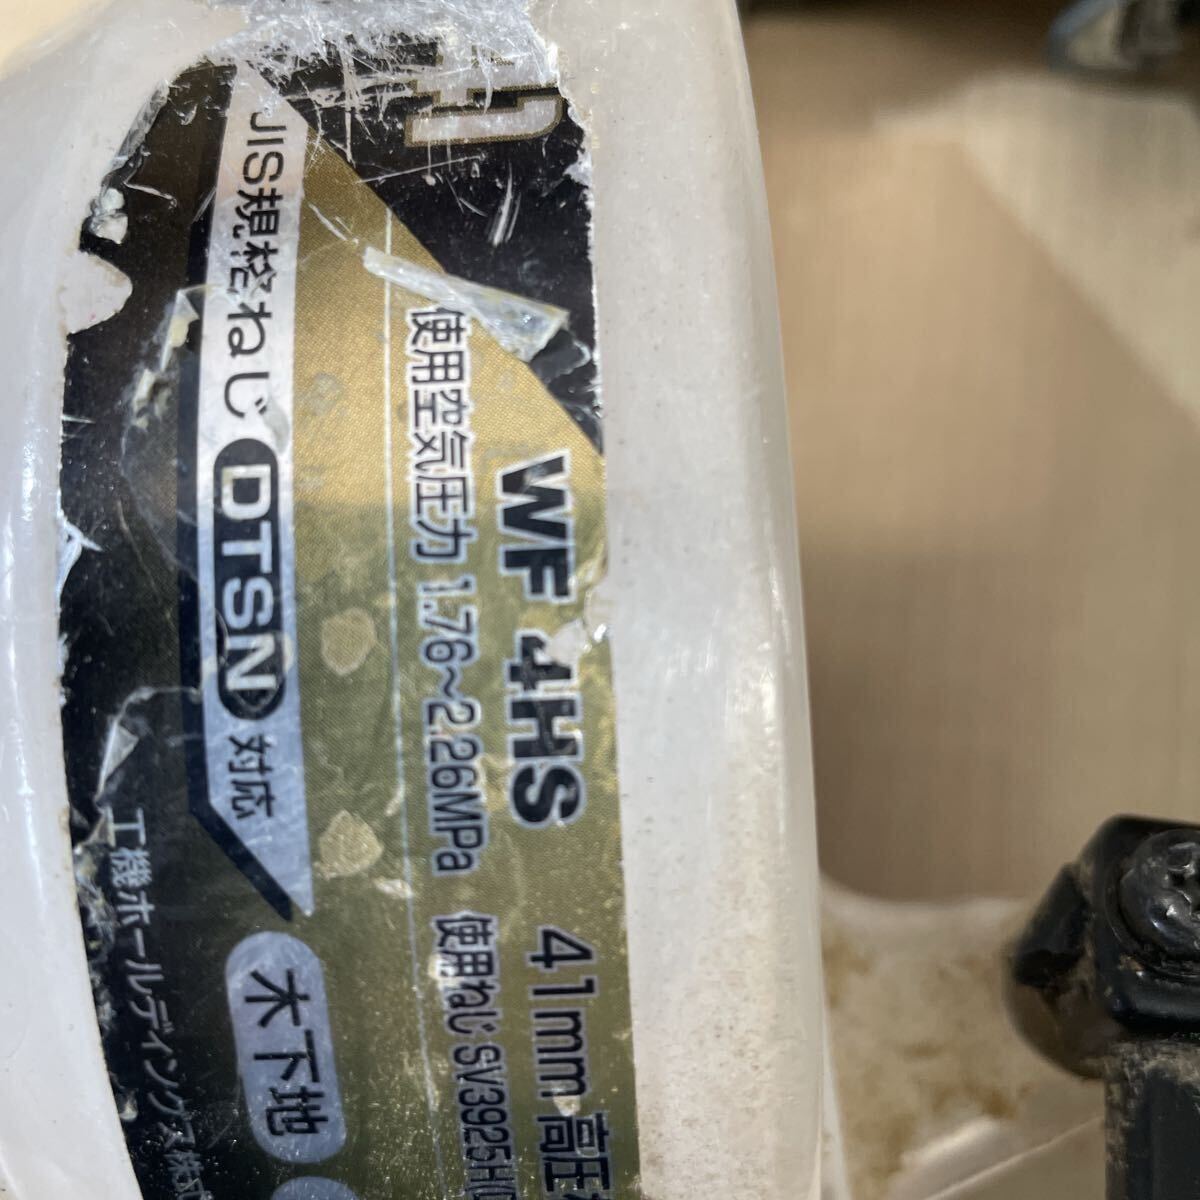 WF 4HS 41mm 高圧
使用空気圧力 1.76~2.26MPa 使用ねじ SV3925H
JIS規格ねじ DTSN 対応 木下地
工機ホールディングス株式